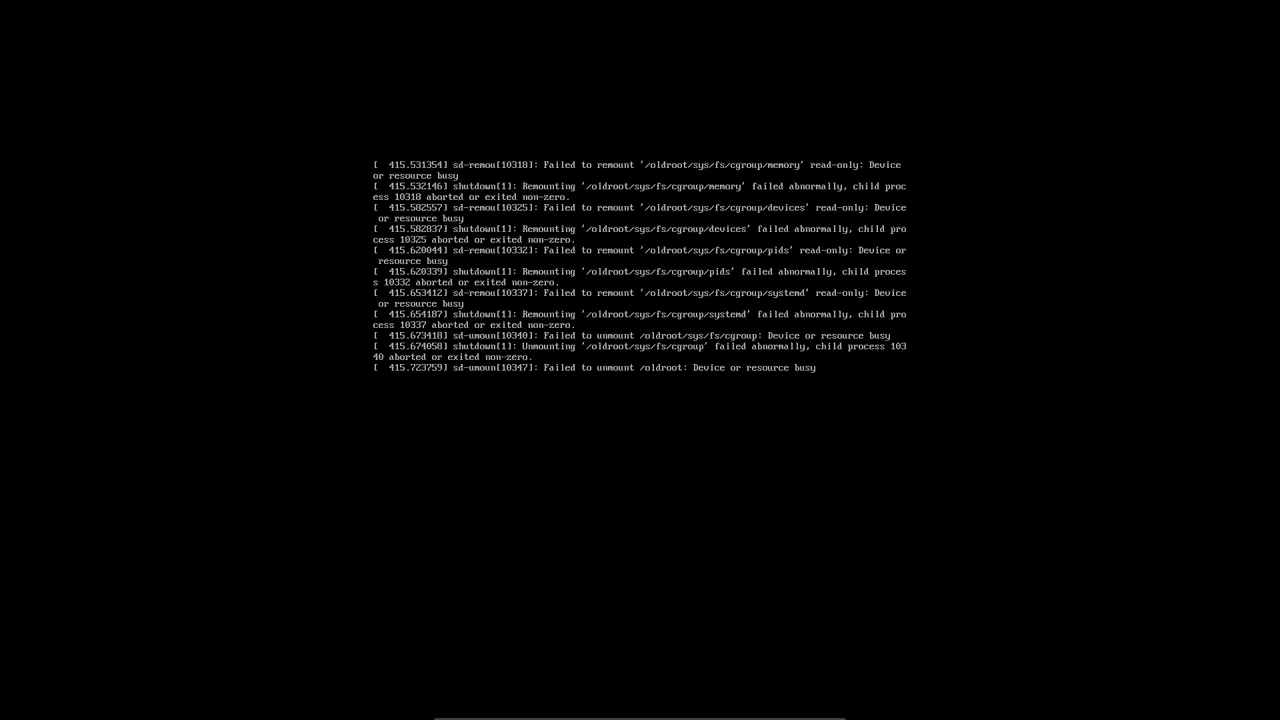 [  415.531354] sd-remou[10318]: Failed to remount '/oldroot/sys/fs/cgroup/memory' read-only: Device
or resource busy
[  415.532146] shutdown[1]: Remounting '/oldroot/sys/fs/cgroup/memory' failed abnormally, child proc
ess 10318 aborted or exited non-zero.
[  415.582557] sd-remou[10325]: Failed to remount '/oldroot/sys/fs/cgroup/devices' read-only: Device
 or resource busy
[  415.582837] shutdown[1]: Remounting '/oldroot/sys/fs/cgroup/devices' failed abnormally, child pro
cess 10325 aborted or exited non-zero.
[  415.620044] sd-remou[10332]: Failed to remount '/oldroot/sys/fs/cgroup/pids' read-only: Device or
 resource busy
[  415.620339] shutdown[1]: Remounting '/oldroot/sys/fs/cgroup/pids' failed abnormally, child proces
s 10332 aborted or exited non-zero.
[  415.653412] sd-remou[10337]: Failed to remount '/oldroot/sys/fs/cgroup/systemd' read-only: Device
 or resource busy
[  415.654187] shutdown[1]: Remounting '/oldroot/sys/fs/cgroup/systemd' failed abnormally, child pro
cess 10337 aborted or exited non-zero.
[  415.673418] sd-umoun[10340]: Failed to unmount /oldroot/sys/fs/cgroup: Device or resource busy
[  415.674058] shutdown[1]: Unmounting '/oldroot/sys/fs/cgroup' failed abnormally, child process 103
40 aborted or exited non-zero.
[  415.723759] sd-umoun[10347]: Failed to unmount /oldroot: Device or resource busy